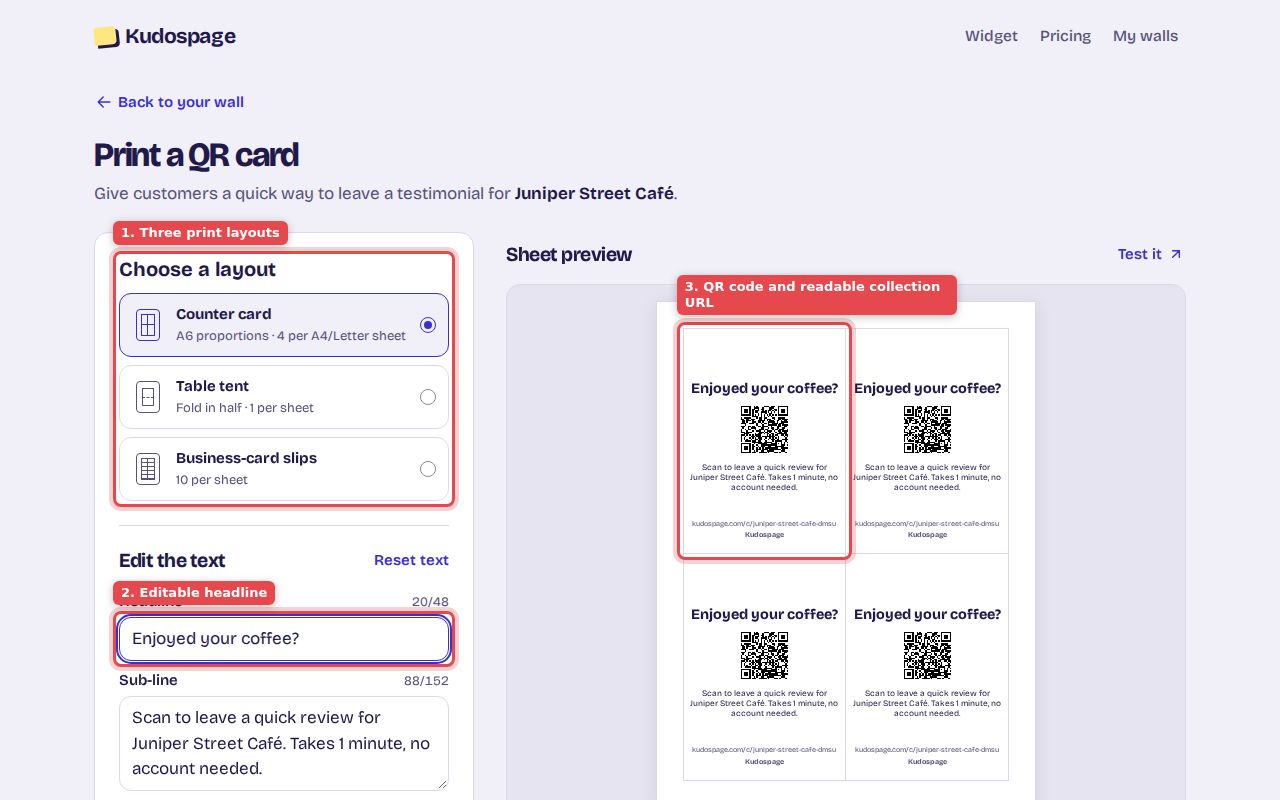 Kudospage
Widget
Pricing
My walls
Back to your wall
Print a QR card
Give customers a quick way to leave a testimonial for Juniper Street Café.
1. Three print layouts
Choose a layout
Counter card
A6 proportions · 4 per A4/Letter sheet
Table tent
Fold in half · 1 per sheet
Business-card slips
10 per sheet
Edit the text
Reset text
2. Editable headline
20/48
Enjoyed your coffee?
Sub-line
88/152
Scan to leave a quick review for
Juniper Street Café. Takes 1 minute, no
account needed.
Sheet preview
Test it
3. QR code and readable collection
URL
Enjoyed your coffee?
Scan to leave a quick review for
Juniper Street Café. Takes 1 minute, no
account needed.
kudospage.com/c/juniper-street-cafe-dmsu
Kudospage
Enjoyed your coffee?
Scan to leave a quick review for
Juniper Street Café. Takes 1 minute, no
account needed.
kudospage.com/c/juniper-street-cafe-dmsu
Kudospage
Enjoyed your coffee?
Scan to leave a quick review for
Juniper Street Café. Takes 1 minute, no
account needed.
kudospage.com/c/juniper-street-cafe-dmsu
Kudospage
Enjoyed your coffee?
Scan to leave a quick review for
Juniper Street Café. Takes 1 minute, no
account needed.
kudospage.com/c/juniper-street-cafe-dmsu
Kudospage